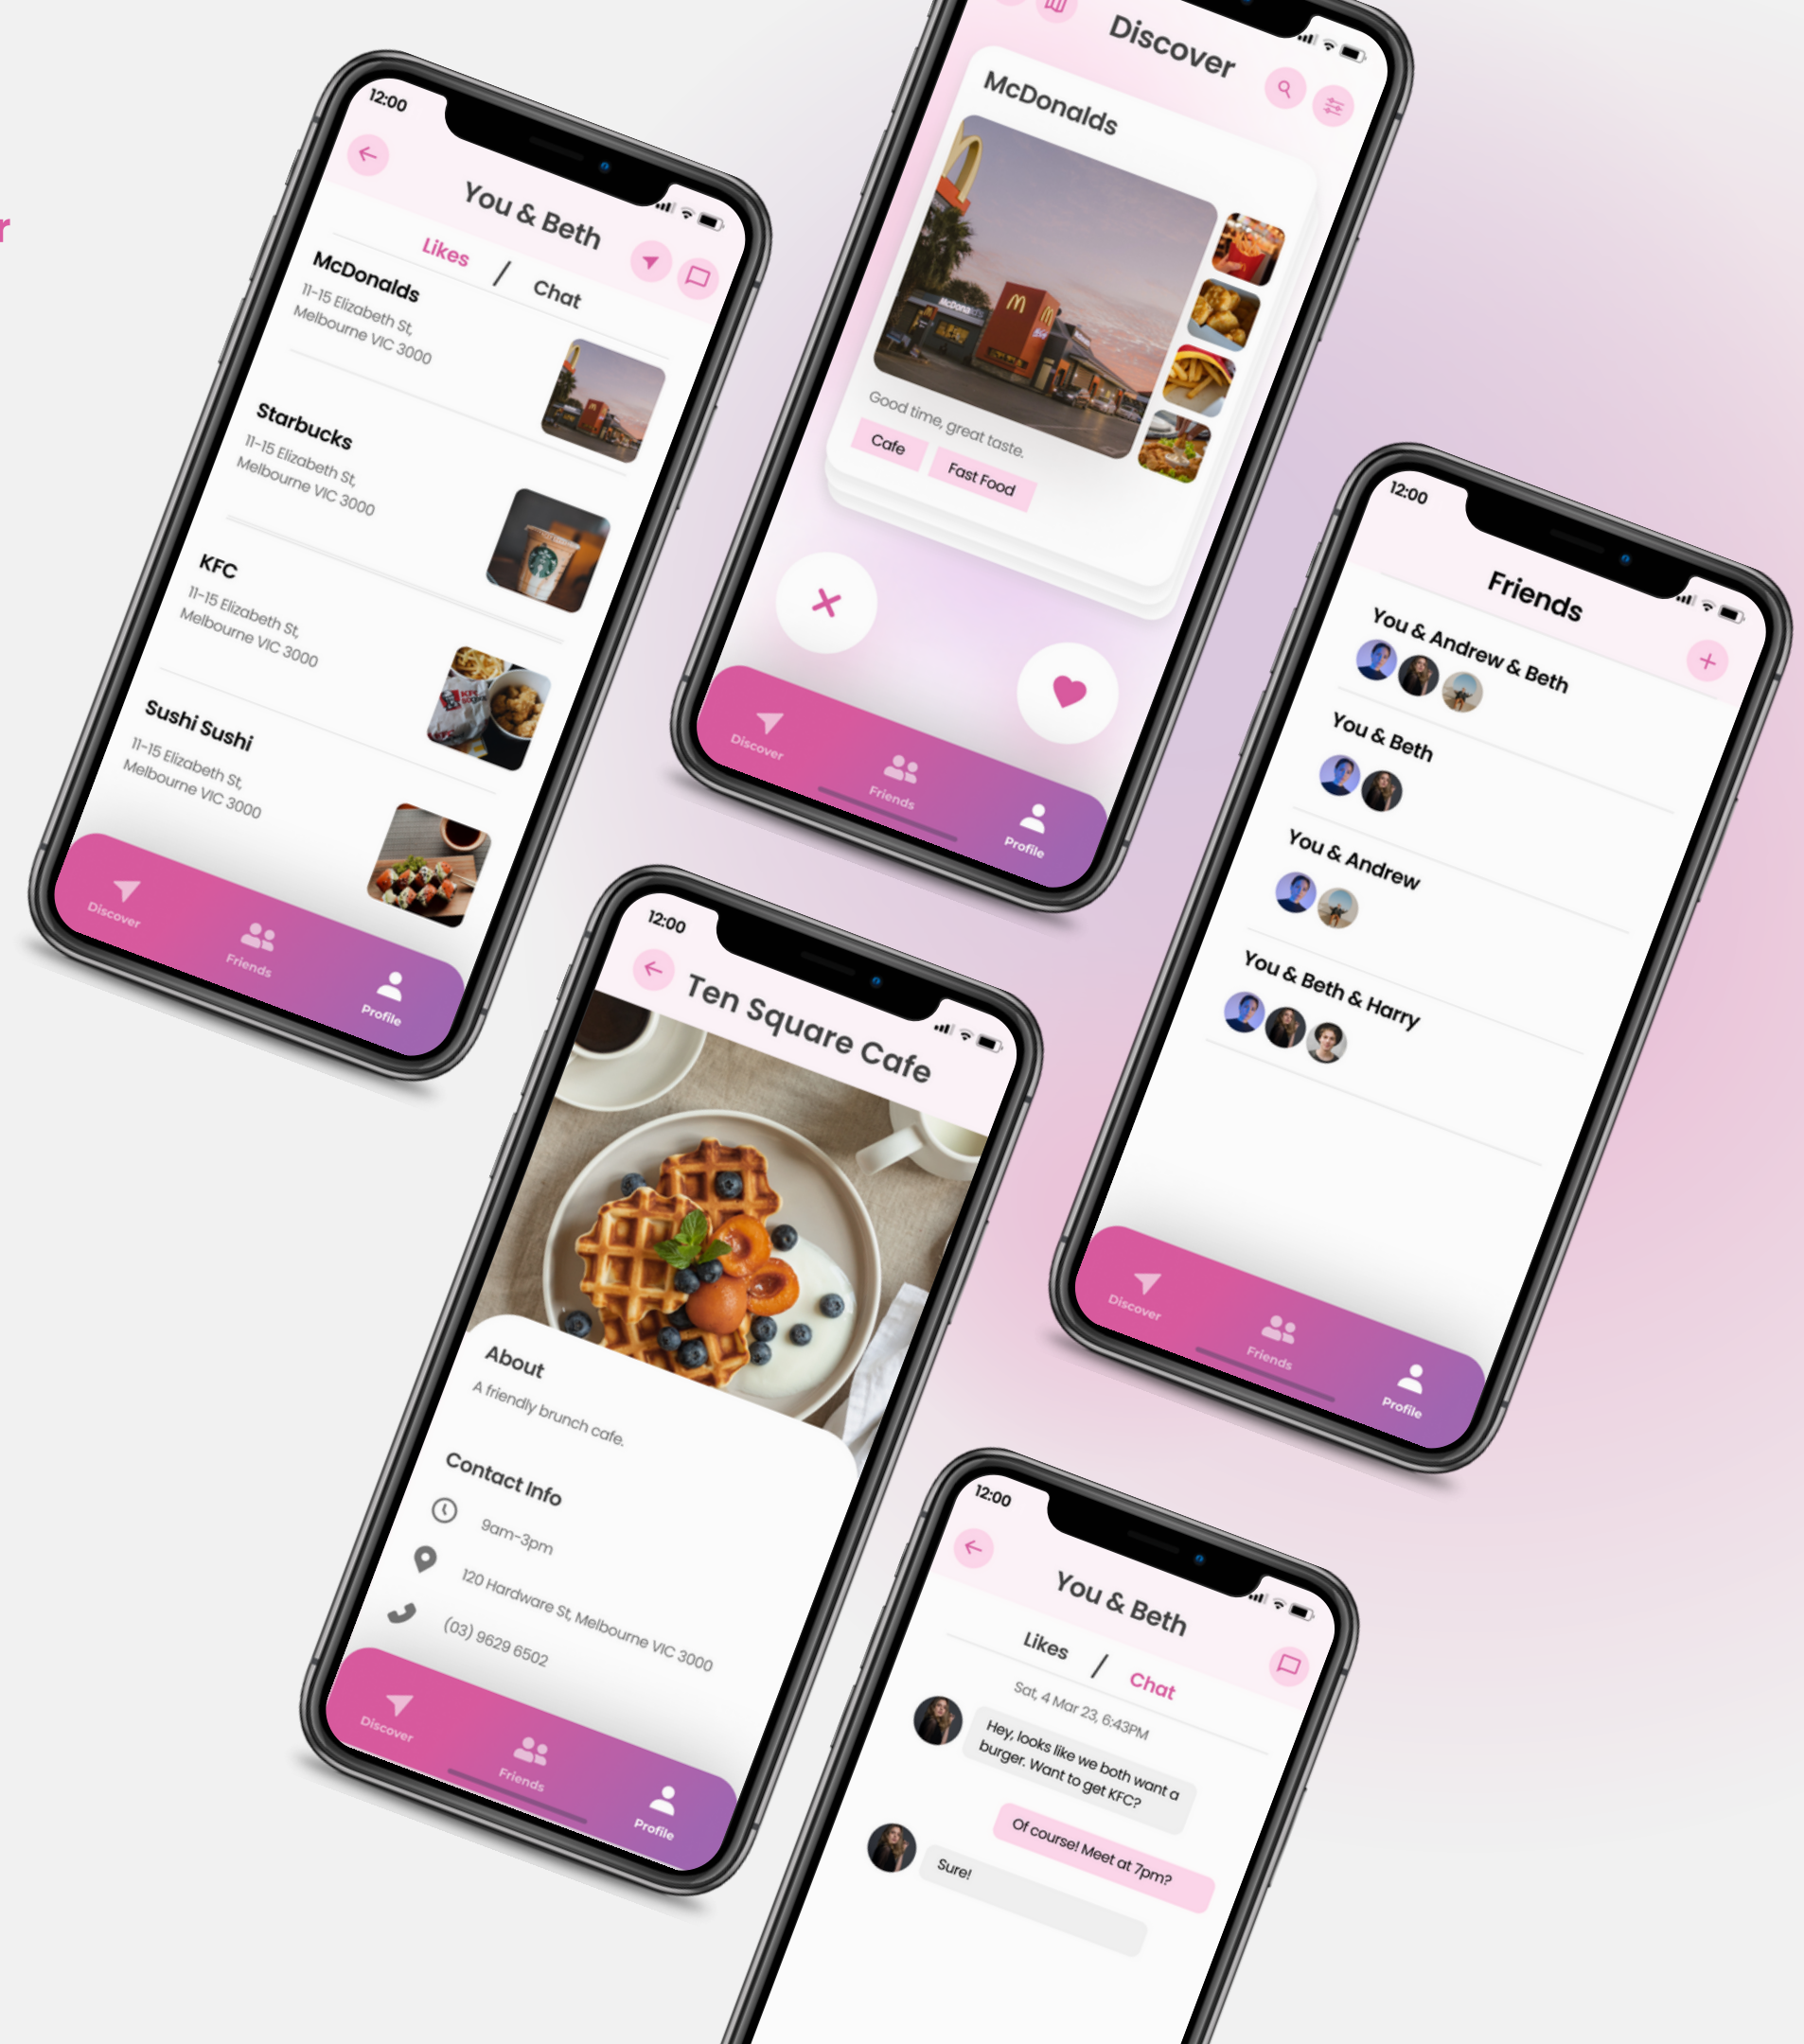 r
12:00
You & Beth
Likes / Chat
McDonalds
11-15 Elizabeth St,
Melbourne VIC 3000
Starbucks
11-15 Elizabeth St,
Melbourne VIC 3000
KFC
11-15 Elizabeth St,
Melbourne VIC 3000
Sushi Sushi
11-15 Elizabeth St,
Melbourne VIC 3000
Discover
Friends
Profile
Discover
McDonalds
McDonald's
Good time, great taste.
Cafe
Fast Food
Discover
Friends
Profile
12:00
Friends
You & Andrew & Beth
You & Beth
You & Andrew
You & Beth & Harry
Discover
Friends
Profile
12:00
Ten Square Cafe
About
A friendly brunch cafe.
Contact Info
9am-3pm
120 Hardware St, Melbourne VIC 3000
(03) 9629 6502
Discover
Friends
Profile
12:00
You & Beth
Likes / Chat
Sat, 4 Mar 23, 6:43PM
Hey, looks like we both want a
burger. Want to get KFC?
Of course! Meet at 7pm?
Sure!